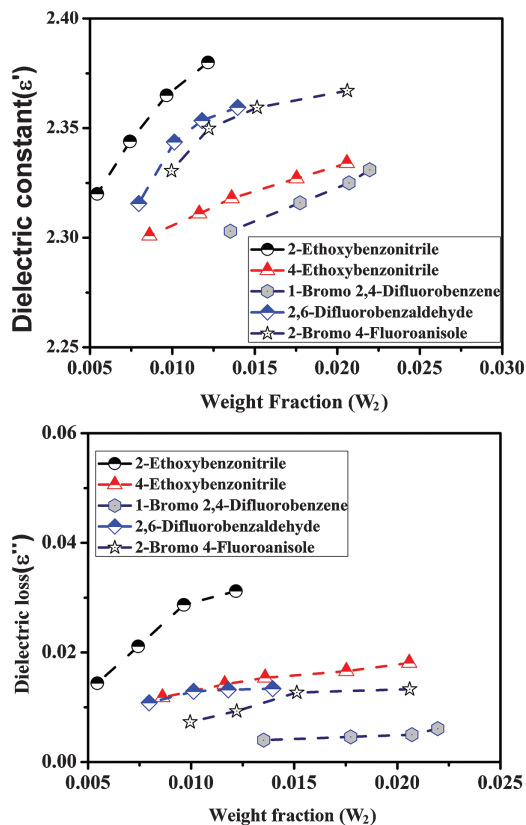 2.40
2.35
2.30
2.25
Dielectric constant(ε')
2-Ethoxybenzonitrile
4-Ethoxybenzonitrile
1-Bromo 2,4-Difluorobenzene
2,6-Difluorobenzaldehyde
2-Bromo 4-Fluoroanisole
0.005 0.010 0.015 0.020 0.025 0.030
Weight Fraction (W₂)
0.06
0.04
0.02
0.00
Dielectric loss(ε'')
2-Ethoxybenzonitrile
4-Ethoxybenzonitrile
1-Bromo 2,4-Difluorobenzene
2,6-Difluorobenzaldehyde
2-Bromo 4-Fluoroanisole
0.005 0.010 0.015 0.020 0.025
Weight fraction (W₂)